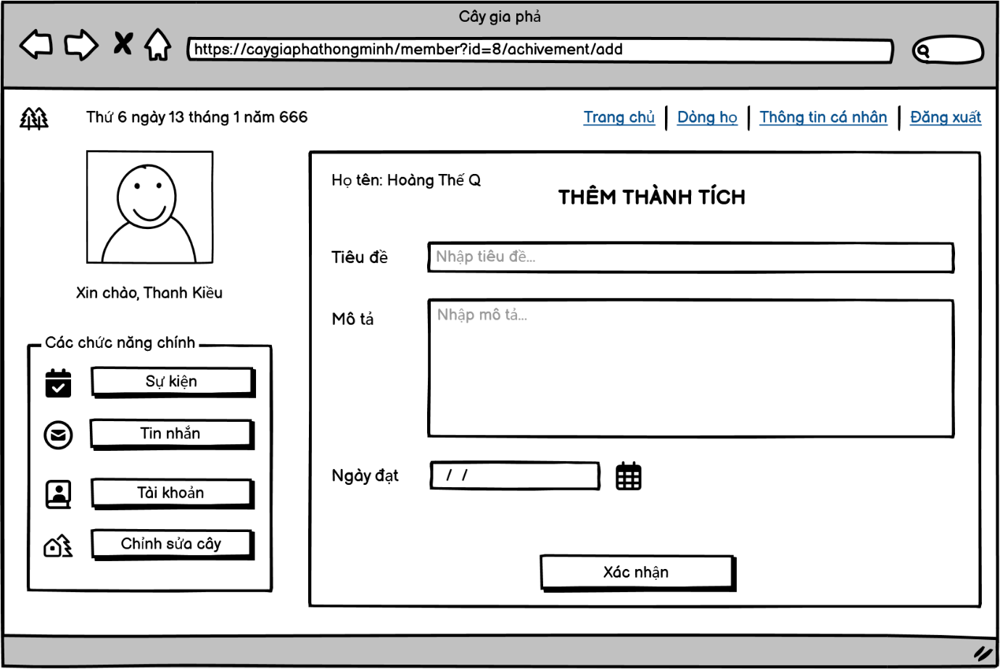 Cây gia phả
https://caygiaphathongminh/member?id=8/achivement/add
Thứ 6 ngày 13 tháng 1 năm 666
Trang chủ
Dòng họ
Thông tin cá nhân
Đăng xuất
Xin chào, Thanh Kiều
Các chức năng chính
Sự kiện
Tin nhắn
Tài khoản
Chỉnh sửa cây
Họ tên: Hoàng Thế Q
THÊM THÀNH TÍCH
Tiêu đề
Nhập tiêu đề...
Mô tả
Nhập mô tả...
Ngày đạt
/ /
Xác nhận